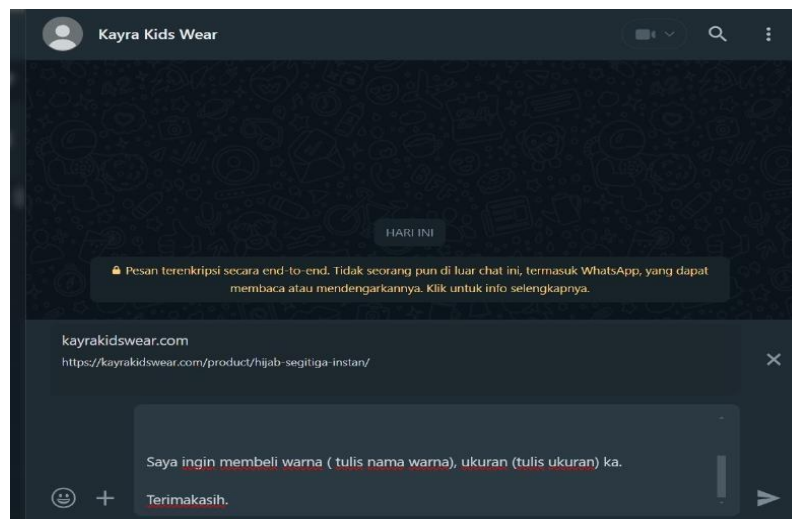 Kayra Kids Wear
HARI INI
Pesan terenkripsi secara end-to-end. Tidak seorang pun di luar chat ini, termasuk WhatsApp, yang dapat
membaca atau mendengarkannya. Klik untuk info selengkapnya.
kayrakidswear.com
https://kayrakidswear.com/product/hijab-segitiga-instan/
Saya ingin membeli warna ( tulis nama warna), ukuran (tulis ukuran) ka.
Terimakasih.